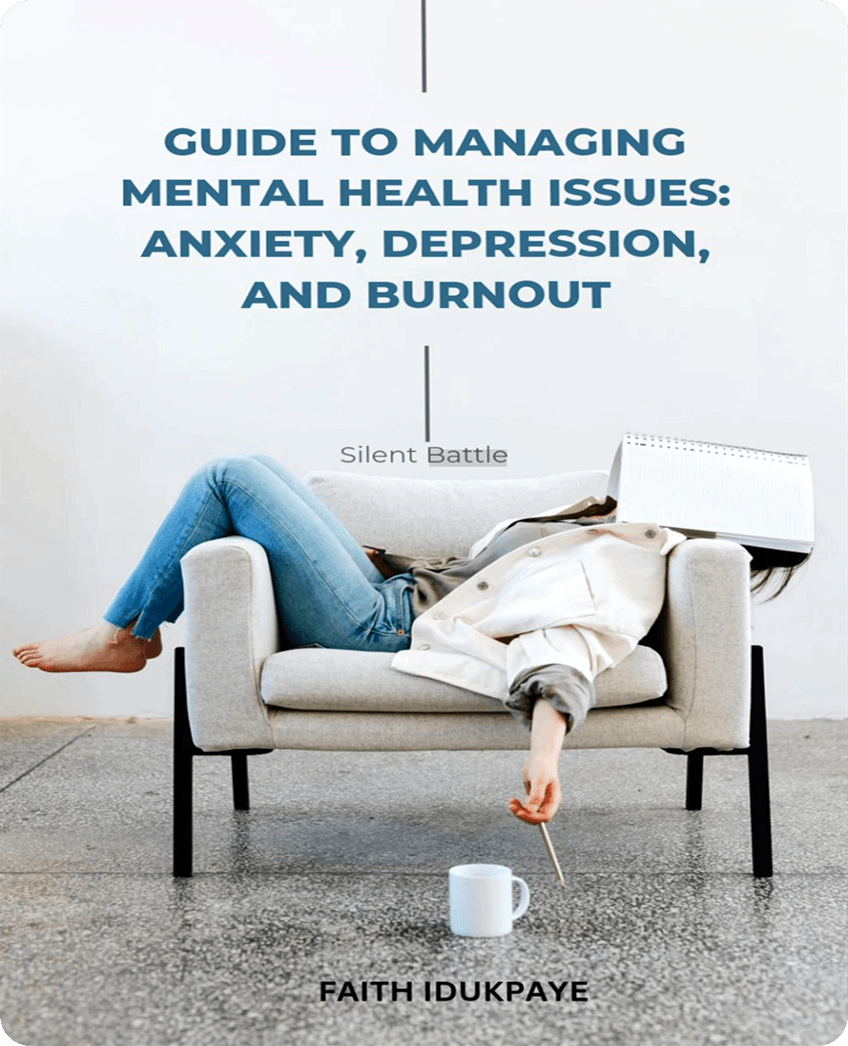 GUIDE TO MANAGING
MENTAL HEALTH ISSUES:
ANXIETY, DEPRESSION,
AND BURNOUT
Silent Battle
FAITH IDUKPAYE